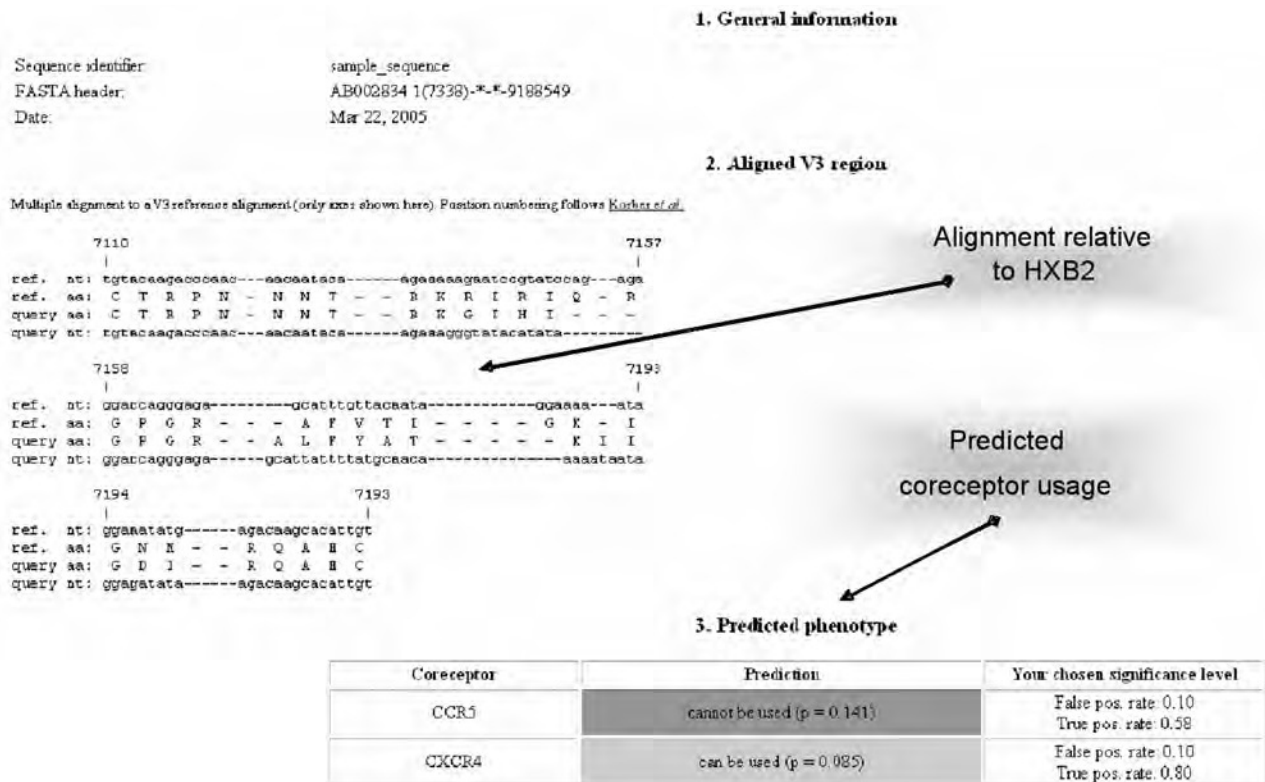 1. General information
Sequence identifier: sample_sequence
FASTA header: AB002834 1(7338)-*-*-9188549
Date: Mar 22, 2005
2. Aligned V3 region
Multiple alignment to a V3 reference alignment (only axes shown here). Position numbering follows Korber et al.
7110 7157
ref. nt: tgtacaagacccaac---aacaataca------agaaaaagaatccgtatccag---aga
ref. aa: C T R P N - N N T - - R K R I R I Q - R
query aa: C T R P N - N N T - - R K G I H I - - -
query nt: tgtacaagacccaac---aacaataca------agaaagggtatacatata---------
Alignment relative
to HXB2
7158 7193
ref. nt: ggaccagggaga---------gcatttgttacaata------------ggaaaa---ata
ref. aa: G P G R - - - A F V T I - - - - G K - I
query aa: G P G R - - A L F Y A T - - - - - K I I
query nt: ggaccagggaga------gcattattttatgcaaca---------------aaaataata
Predicted
coreceptor usage
7194 7193
ref. nt: ggaaatatg------agacaagcacattgt
ref. aa: G N M - - R Q A H C
query aa: G D I - - R Q A H C
query nt: ggagatata------agacaagcacattgt
3. Predicted phenotype
Coreceptor Prediction Your chosen significance level
CCR5 cannot be used (p = 0.141) False pos. rate: 0.10
True pos. rate: 0.58
CXCR4 can be used (p = 0.085) False pos. rate: 0.10
True pos. rate: 0.80